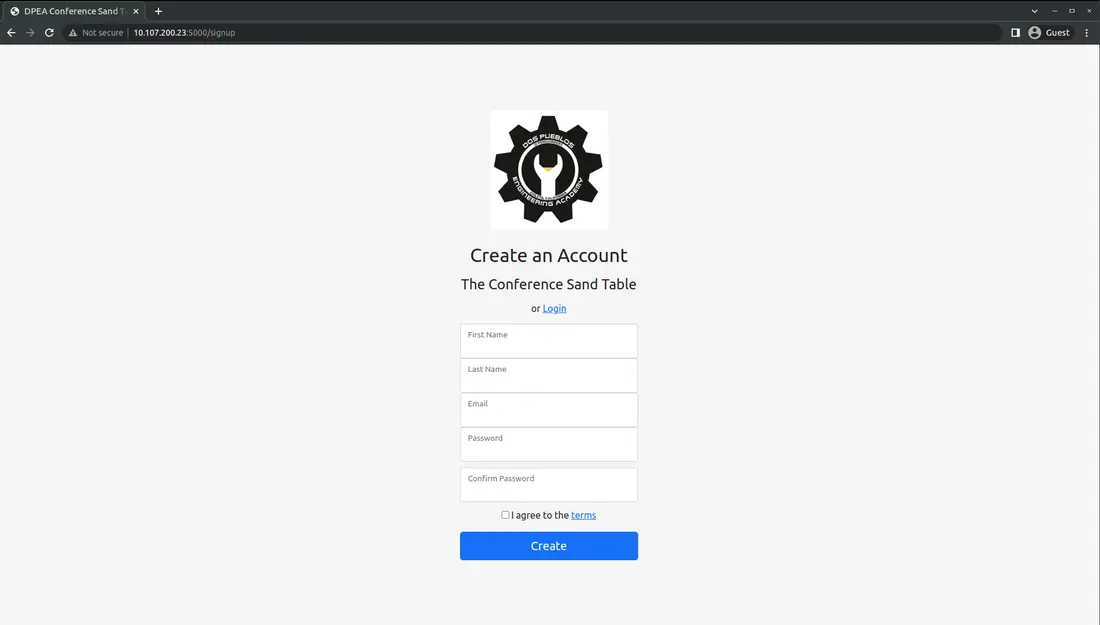 DPEA Conference Sand T
Not secure 10.107.200.23:5000/signup
Guest
DOS PUEBLOS
ENGINEERING ACADEMY
Create an Account
The Conference Sand Table
or Login
First Name
Last Name
Email
Password
Confirm Password
I agree to the terms
Create